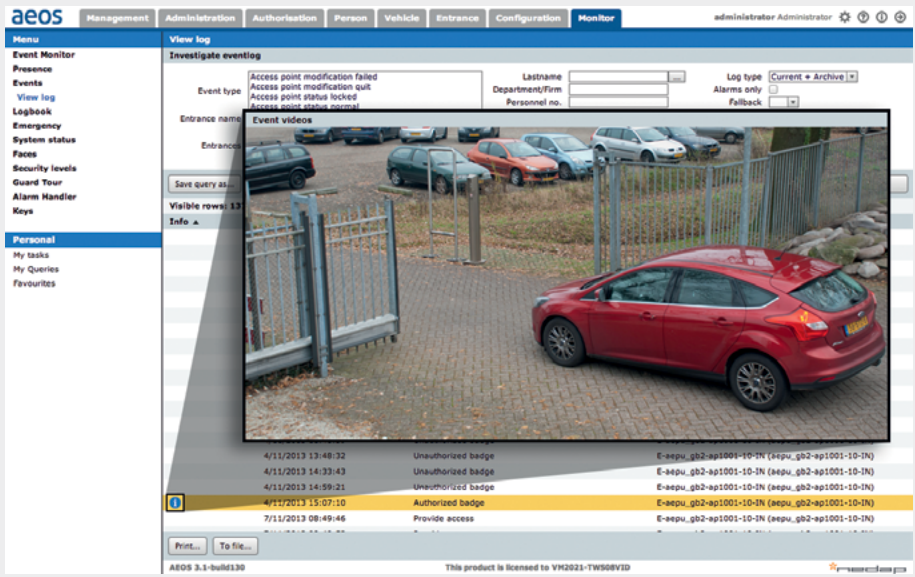 aeos Management Administration Authorisation Person Vehicle Entrance Configuration Monitor administrator Administrator
Menu
Event Monitor
Presence
Events
View log
Logbook
Emergency
System status
Faces
Security levels
Guard Tour
Alarm Handler
Keys
Personal
My tasks
My Queries
Favourites
View log
Investigate eventlog
Event type
Access point modification failed
Access point modification quit
Access point status locked
Access point status normal
Lastname ...
Department/Firm
Personnel no.
Log type Current + Archive
Alarms only
Fallback
Entrance name
Entrances
Event videos
Save query as...
Visible rows: 13
Info
4/11/2013 13:48:32 Unauthorized badge E-aepu_gb2-ap1001-10-IN (aepu_gb2-ap1001-10-IN)
4/11/2013 14:33:43 Unauthorized badge E-aepu_gb2-ap1001-10-IN (aepu_gb2-ap1001-10-IN)
4/11/2013 14:59:21 Unauthorized badge E-aepu_gb2-ap1001-10-IN (aepu_gb2-ap1001-10-IN)
4/11/2013 15:07:10 Authorized badge E-aepu_gb2-ap1001-10-IN (aepu_gb2-ap1001-10-IN)
7/11/2013 08:49:46 Provide access E-aepu_gb2-ap1001-10-IN (aepu_gb2-ap1001-10-IN)
Print... To file...
AEOS 3.1-build130 This product is licensed to VM2021-TWS08VID nedap